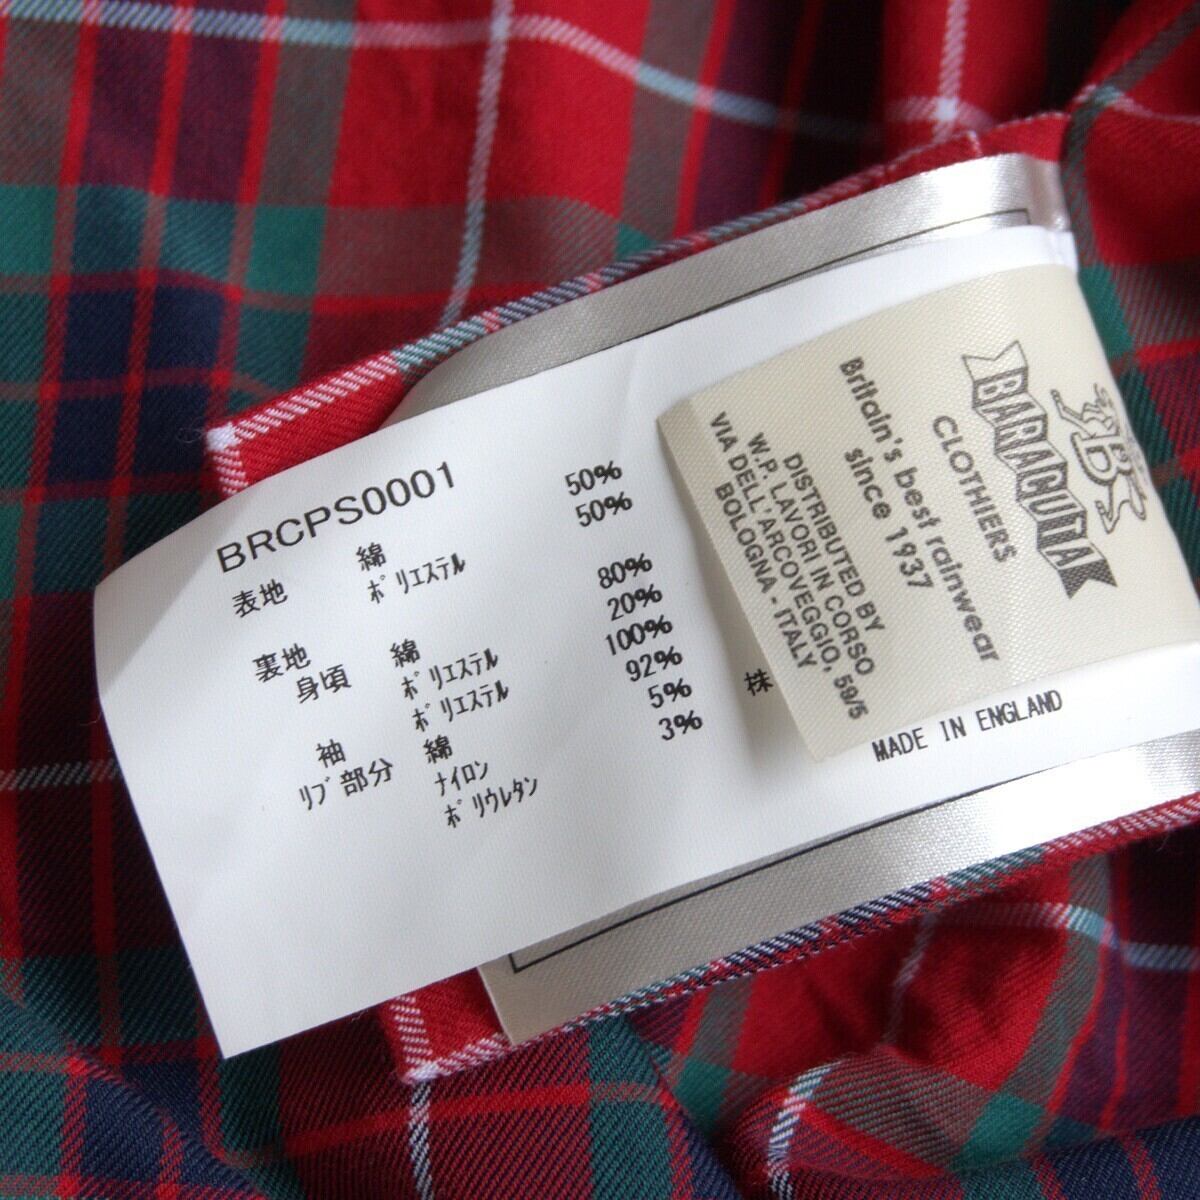 BRCPS0001
表地 綿 50%
ポリエステル 50%
裏地
身頃 綿 80%
ポリエステル 20%
袖 ポリエステル 100%
リブ部分 綿 92%
ナイロン 5%
ポリウレタン 3%
株
MADE IN ENGLAND
BARACUTA
CLOTHIERS
Britain's best rainwear
since 1937
DISTRIBUTED BY
W.P. LAVORI IN CORSO
VIA DELL'ARCOVEGGIO, 59/5
BOLOGNA - ITALY